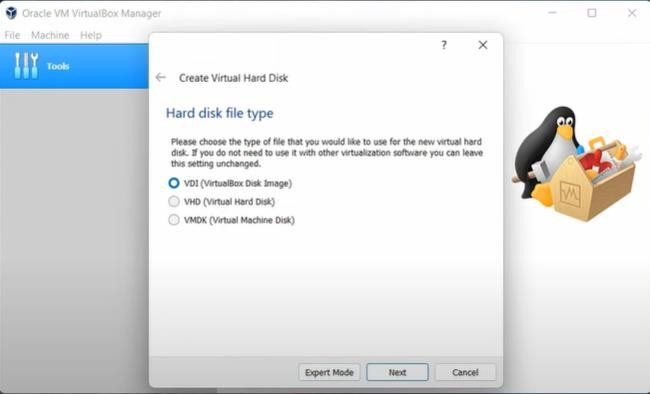 Oracle VM VirtualBox Manager
File Machine Help
Tools
?
Create Virtual Hard Disk
Hard disk file type
Please choose the type of file that you would like to use for the new virtual hard
disk. If you do not need to use it with other virtualization software you can leave
this setting unchanged.
VDI (VirtualBox Disk Image)
VHD (Virtual Hard Disk)
VMDK (Virtual Machine Disk)
Expert Mode Next Cancel